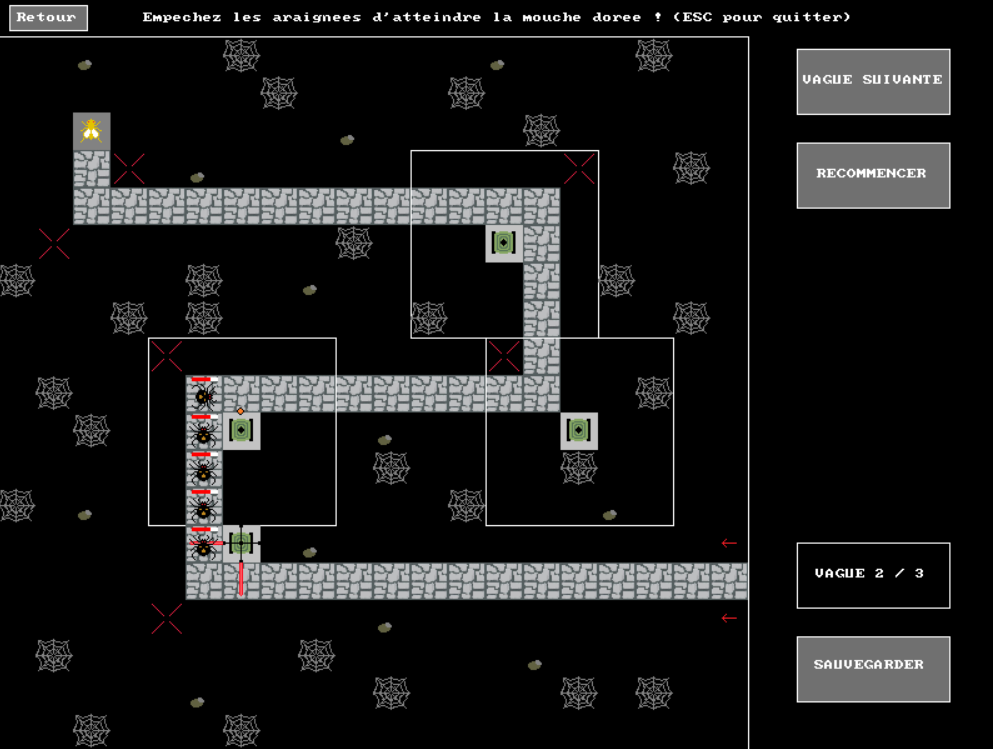 Retour
Empechez les araignees d'atteindre la mouche doree ! (ESC pour quitter)
VAGUE SUIVANTE
RECOMMENCER
VAGUE 2 / 3
SAUVEGARDER